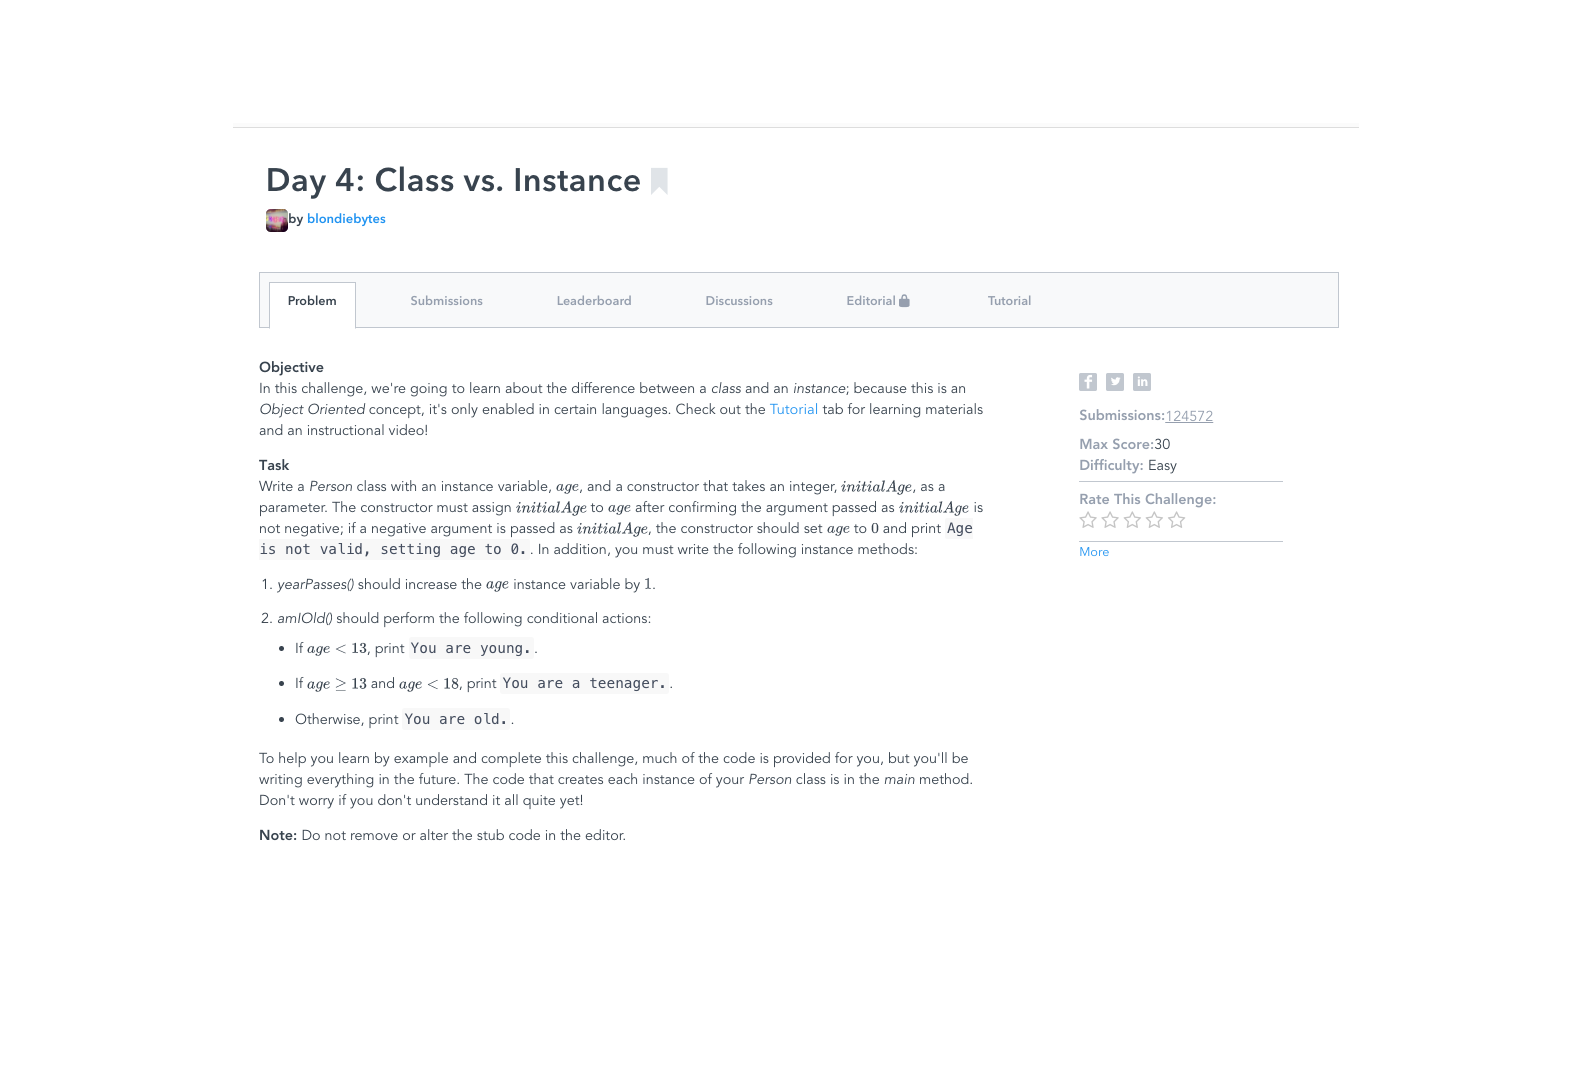 Day 4: Class vs. Instance
by blondiebytes
Problem Submissions Leaderboard Discussions Editorial Tutorial
Objective
In this challenge, we're going to learn about the difference between a class and an instance; because this is an
Object Oriented concept, it's only enabled in certain languages. Check out the Tutorial tab for learning materials
and an instructional video!
Task
Write a Person class with an instance variable, age, and a constructor that takes an integer, initialAge, as a
parameter. The constructor must assign initialAge to age after confirming the argument passed as initialAge is
not negative; if a negative argument is passed as initialAge, the constructor should set age to 0 and print Age
is not valid, setting age to 0. . In addition, you must write the following instance methods:
1. yearPasses() should increase the age instance variable by 1.
2. amIOld() should perform the following conditional actions:
• If age < 13, print You are young. .
• If age ≥ 13 and age < 18, print You are a teenager. .
• Otherwise, print You are old. .
To help you learn by example and complete this challenge, much of the code is provided for you, but you'll be
writing everything in the future. The code that creates each instance of your Person class is in the main method.
Don't worry if you don't understand it all quite yet!
Note: Do not remove or alter the stub code in the editor.
f in
Submissions:124572
Max Score:30
Difficulty: Easy
Rate This Challenge:
More